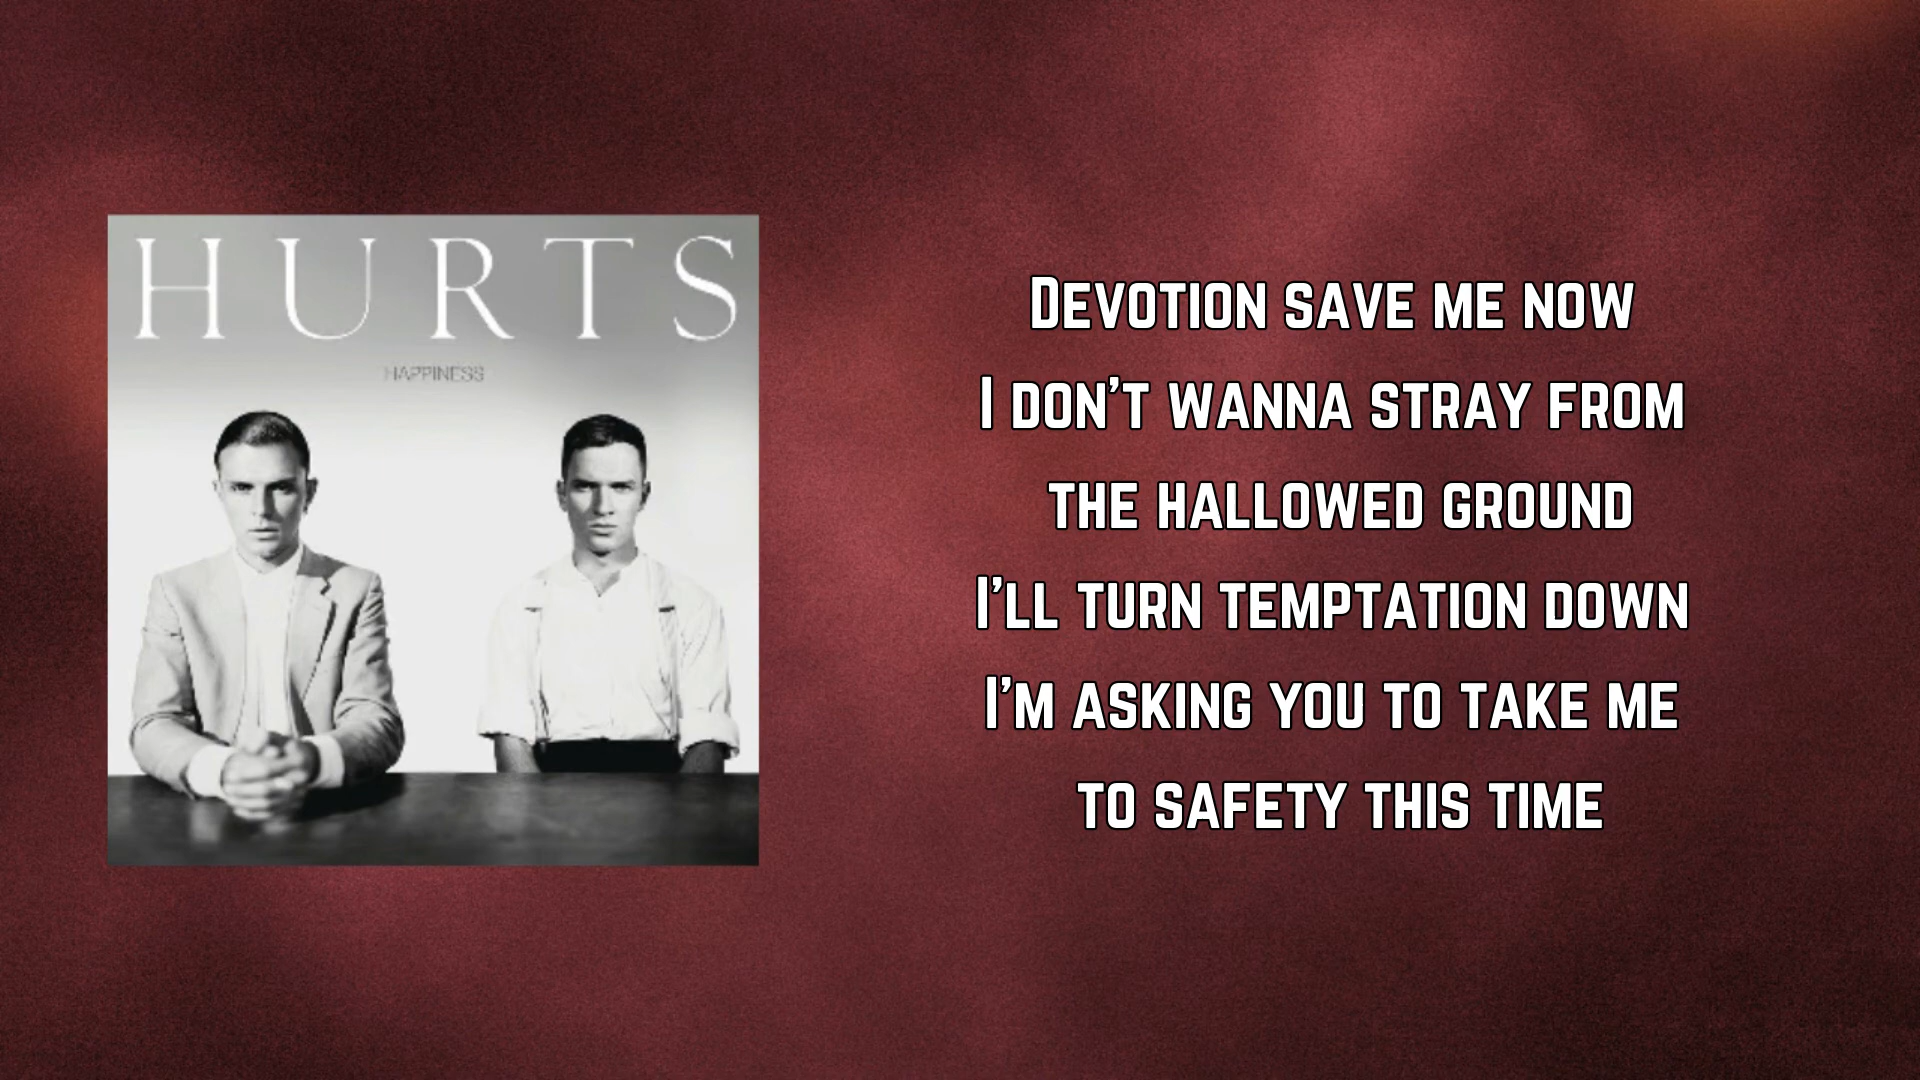 HURTS
HAPPINESS
Devotion save me now
I don't wanna stray from
the hallowed ground
I'll turn temptation down
I'm asking you to take me
to safety this time